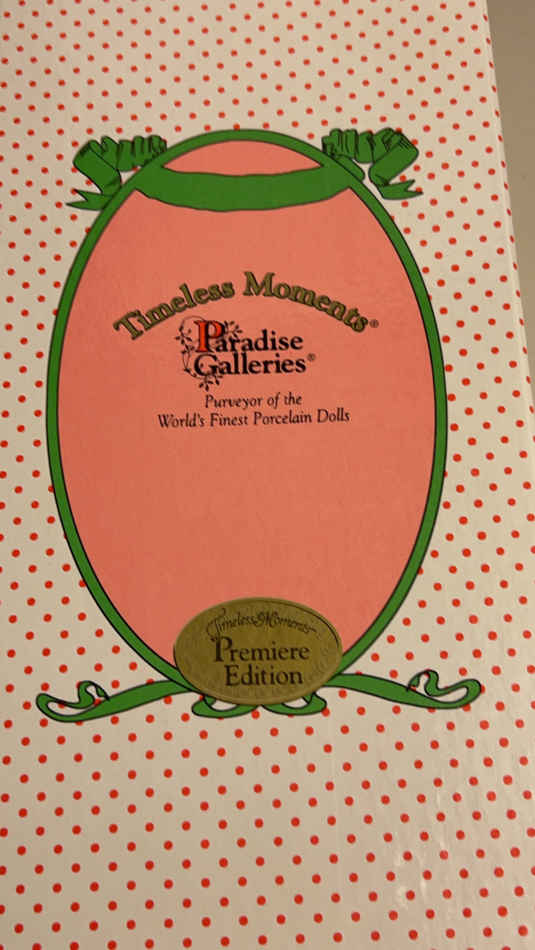 Timeless Moments®
Paradise
Galleries®
Purveyor of the
World's Finest Porcelain Dolls
Timeless Moments
Premiere
Edition